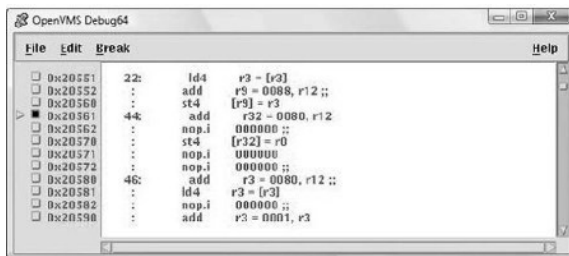 OpenVMS Debug64
File Edit Break Help
0x20551 22: ld4 r3 = [r3]
0x20552 : add r9 = 0088, r12 ;;
0x20560 : st4 [r9] = r3
0x20561 44: add r32 = 0080, r12
0x20562 : nop.i 000000 ;;
0x20570 : st4 [r32] = r0
0x20571 : nop.i 000000
0x20572 : nop.i 000000 ;;
0x20580 46: add r3 = 0080, r12 ;;
0x20581 : ld4 r3 = [r3]
0x20582 : nop.i 000000 ;;
0x20590 : add r3 = 0001, r3